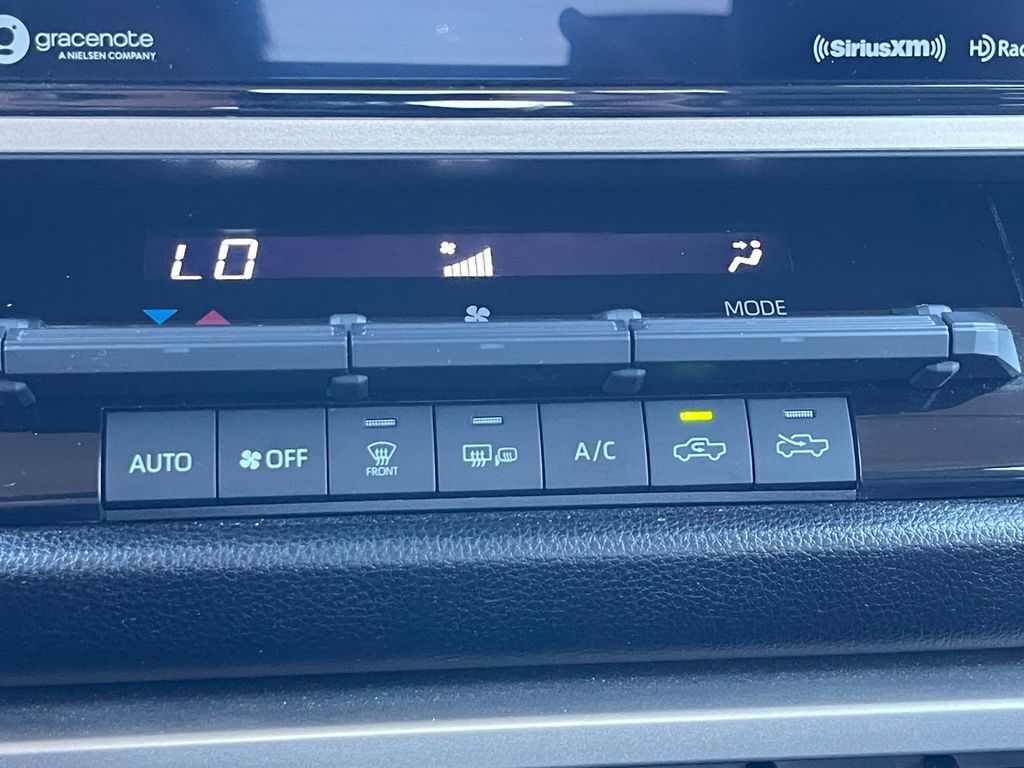 gracenote
A NIELSEN COMPANY
SiriusXM
HD Rad
LO
MODE
AUTO
OFF
FRONT
A/C